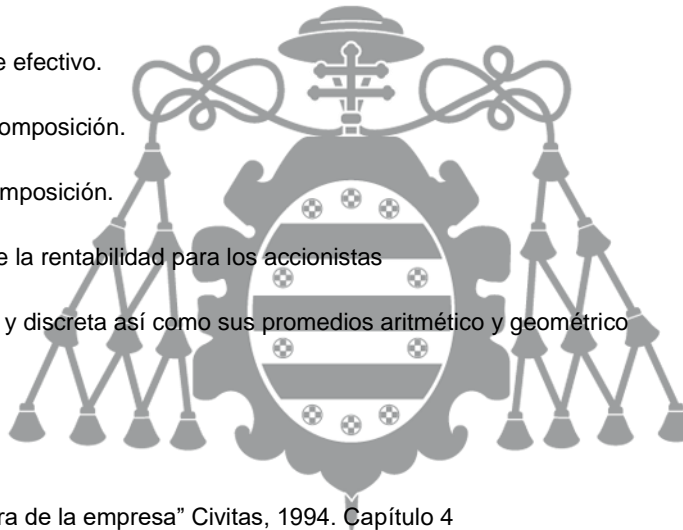 e efectivo.
omposición.
mposición.
e la rentabilidad para los accionistas
y discreta así como sus promedios aritmético y geométrico
ra de la empresa” Civitas, 1994. Capítulo 4